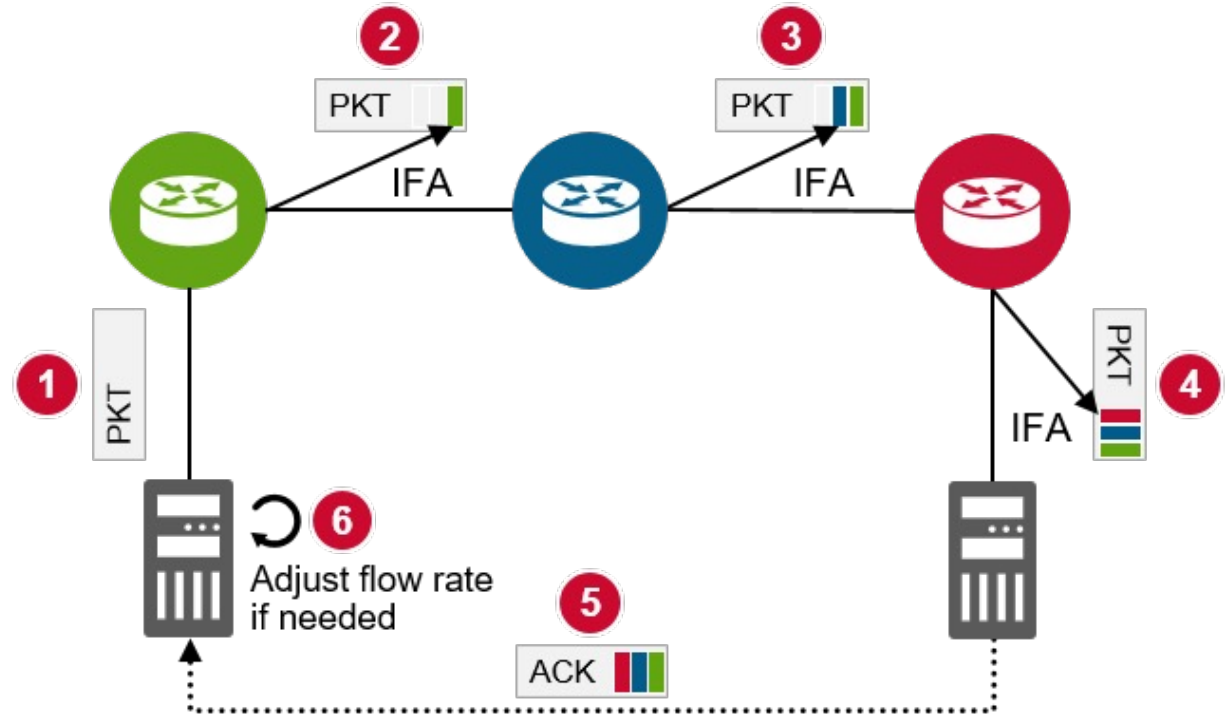 2
3
PKT
PKT
IFA
IFA
1
PKT
PKT
4
IFA
6
Adjust flow rate
if needed
5
ACK